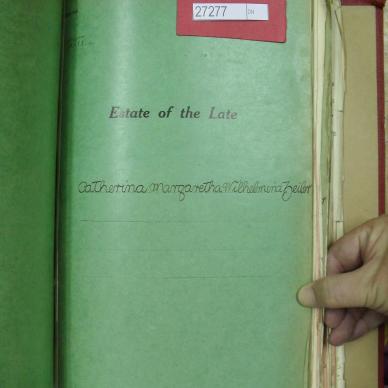 27277
Estate of the Late
Catherina Margaretha Wilhelmina Zeiler